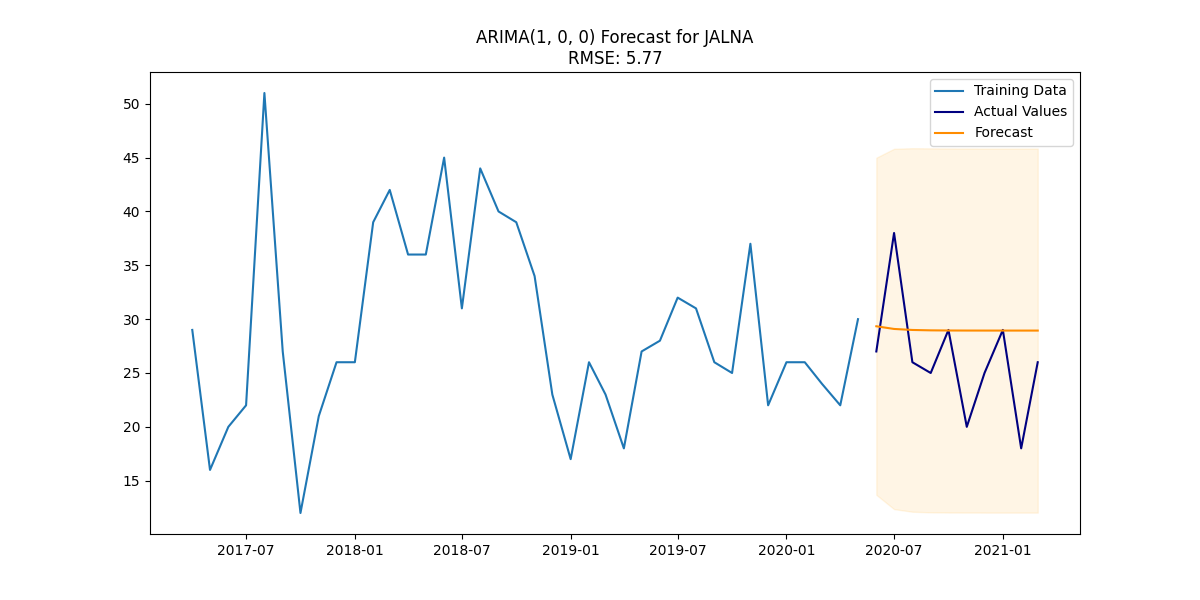 ARIMA(1, 0, 0) Forecast for JALNA
RMSE: 5.77
Training Data
Actual Values
Forecast
50
45
40
35
30
25
20
15
2017-07 2018-01 2018-07 2019-01 2019-07 2020-01 2020-07 2021-01